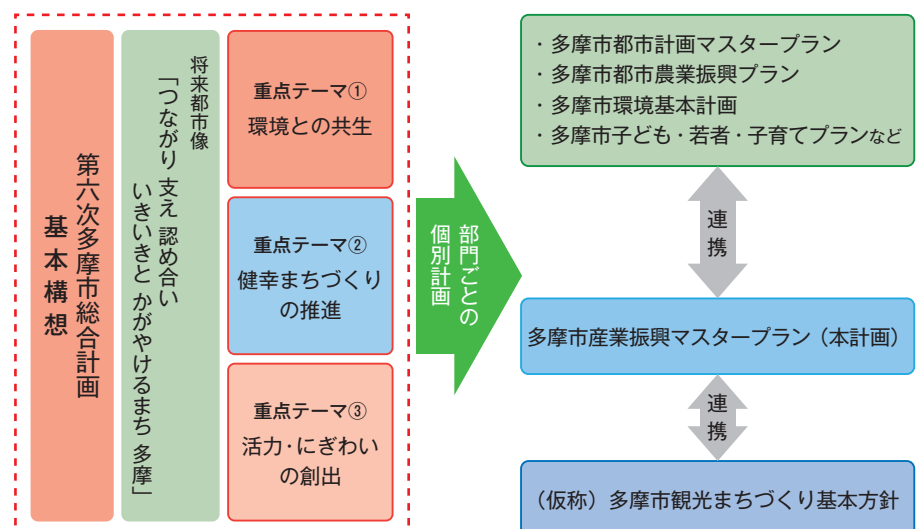 第六次多摩市総合計画
基本構想
将来都市像
「つながり 支え 認め合い
いきいきと かがやけるまち 多摩」
重点テーマ①
環境との共生
重点テーマ②
健幸まちづくり
の推進
重点テーマ③
活力・にぎわい
の創出
部門ごとの
個別計画
・多摩市都市計画マスタープラン
・多摩市都市農業振興プラン
・多摩市環境基本計画
・多摩市子ども・若者・子育てプランなど
連携
多摩市産業振興マスタープラン（本計画）
連携
（仮称）多摩市観光まちづくり基本方針